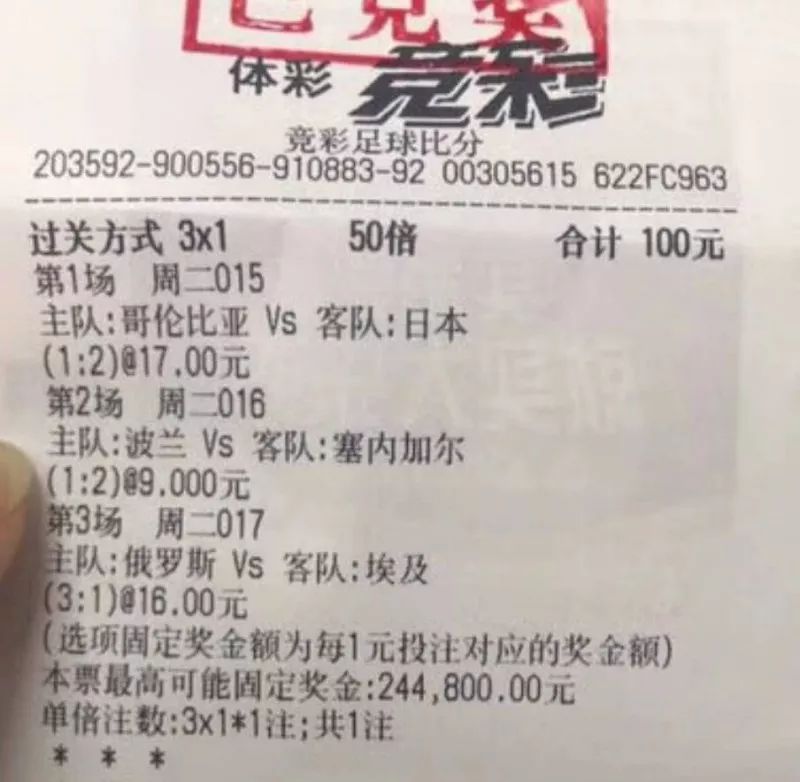 已兑奖
体彩 竞彩
竞彩足球比分
203592-900556-910883-92 00305615 622FC963
过关方式 3x1 50倍 合计 100元
第1场 周二015
主队:哥伦比亚 Vs 客队:日本
(1:2)@17.00元
第2场 周二016
主队:波兰 Vs 客队:塞内加尔
(1:2)@9.000元
第3场 周二017
主队:俄罗斯 Vs 客队:埃及
(3:1)@16.00元
(选项固定奖金额为每1元投注对应的奖金额)
本票最高可能固定奖金:244,800.00元
单倍注数:3x1*1注;共1注
* * *